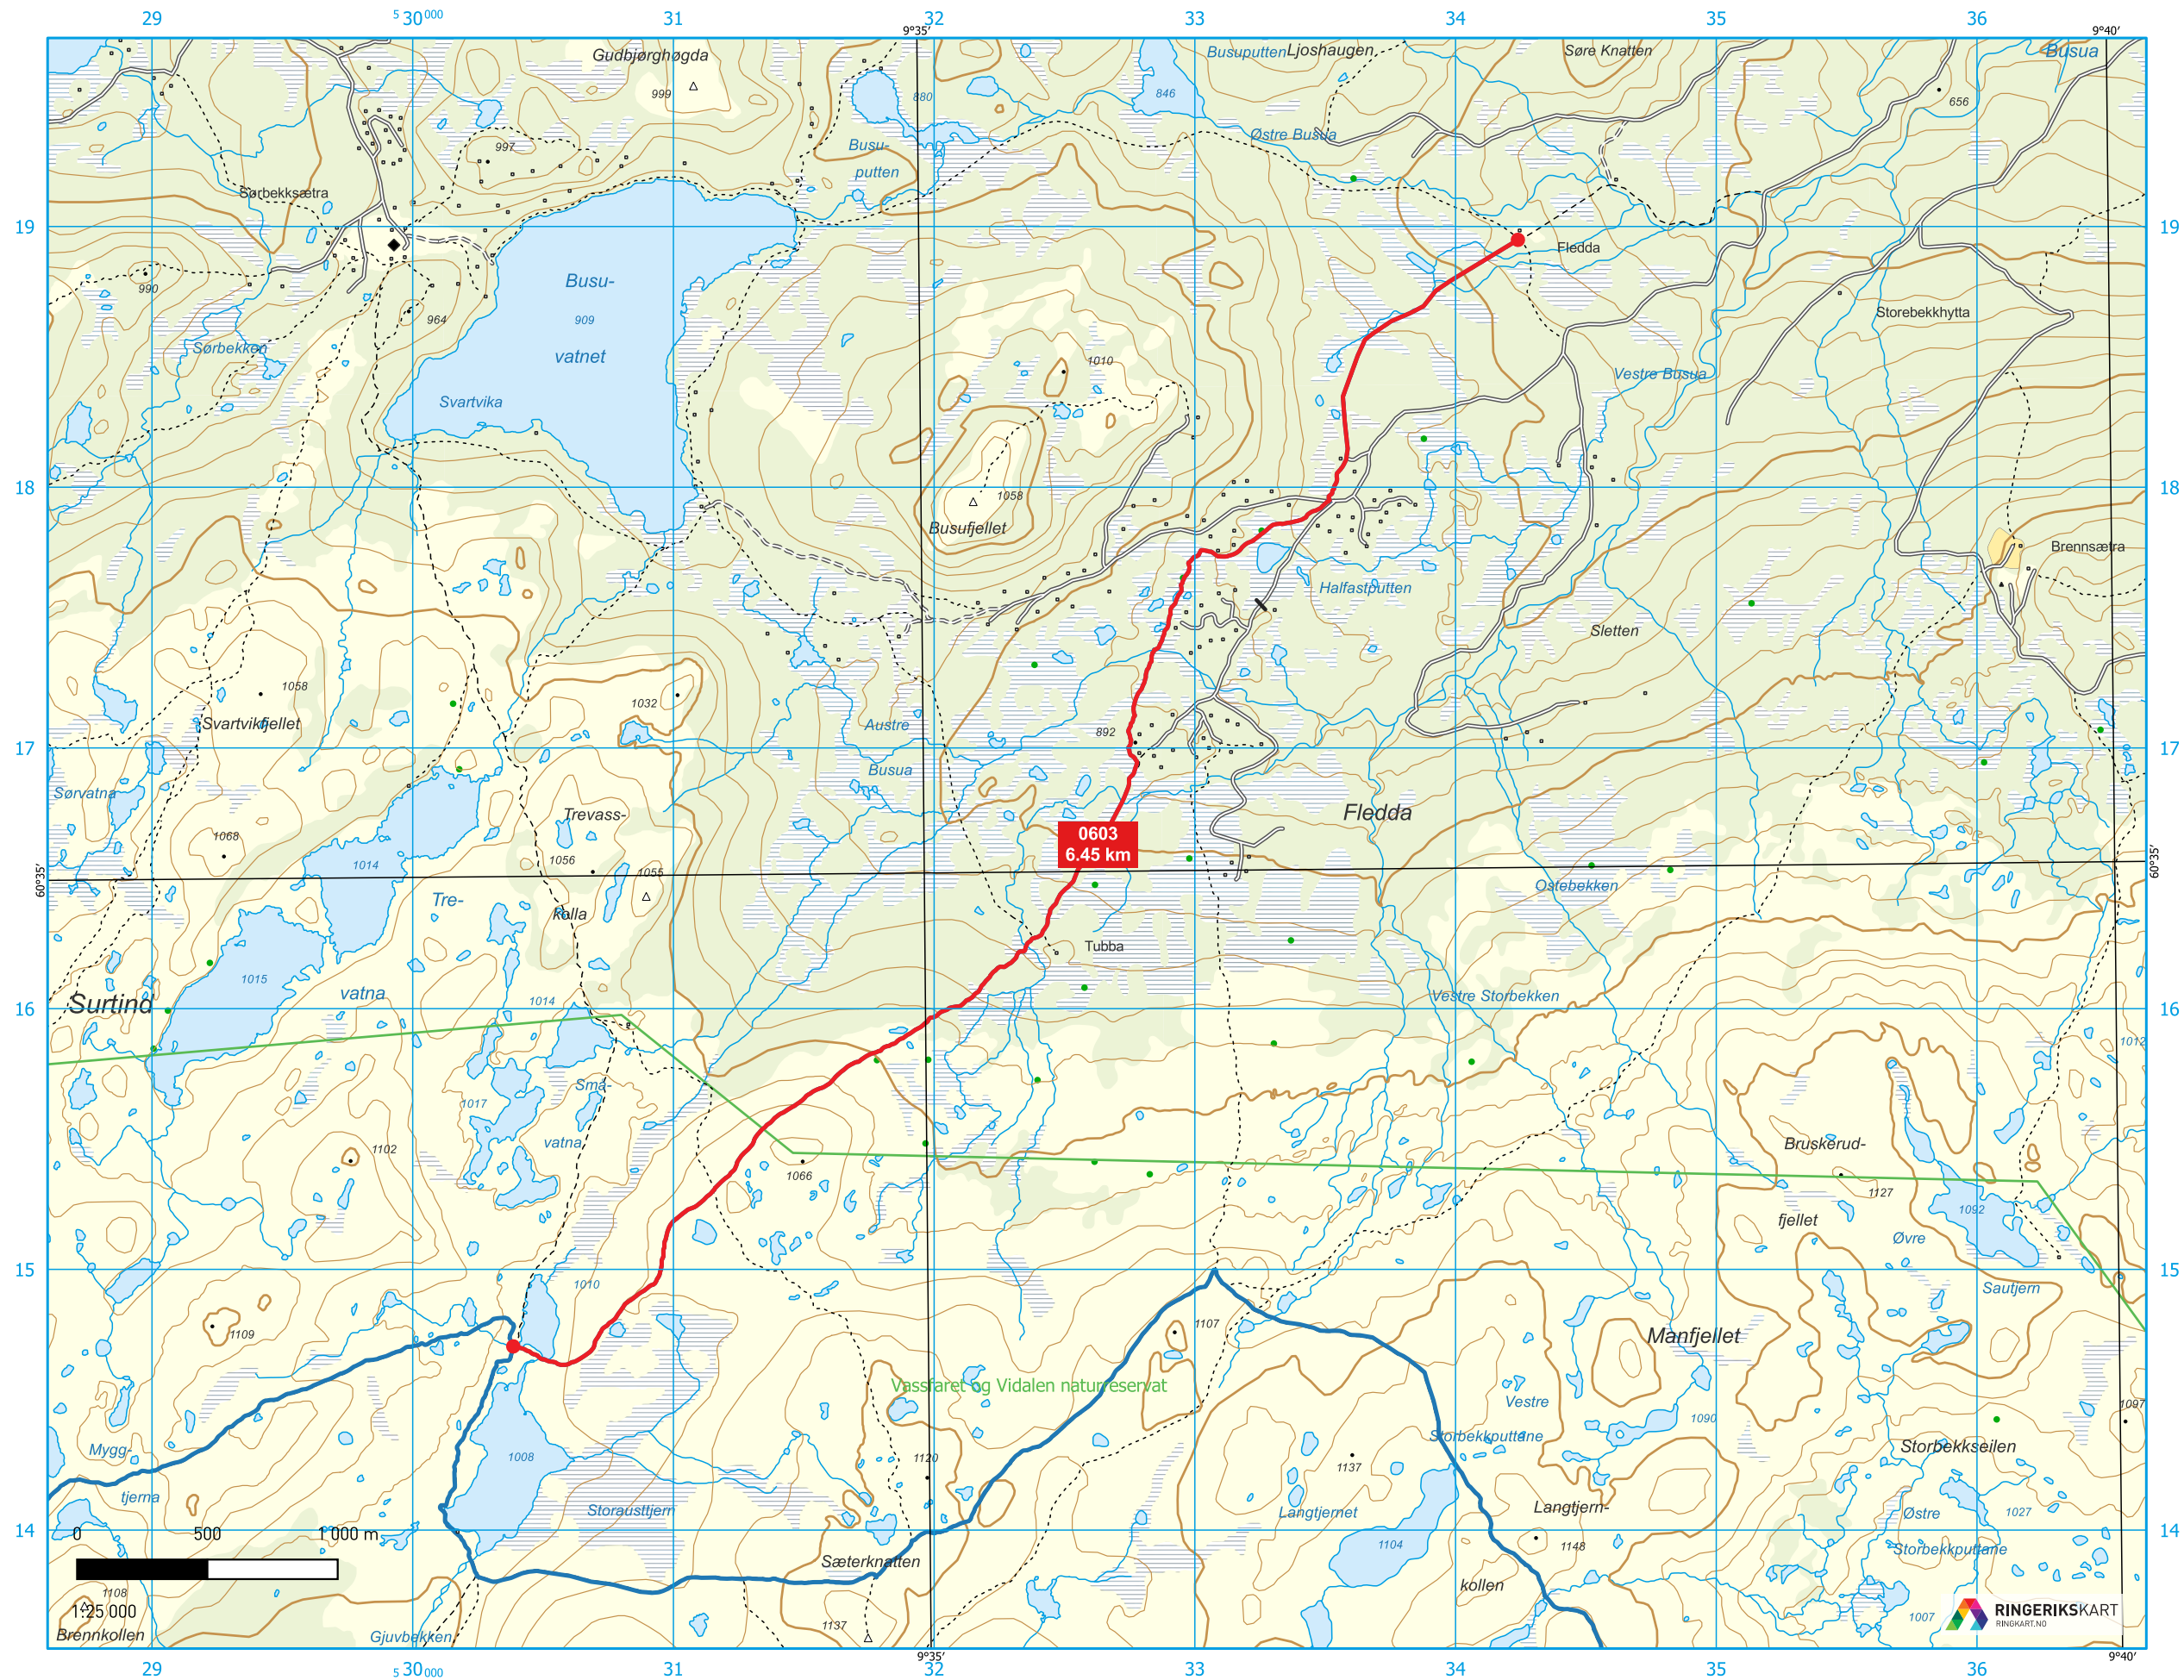 29
5 30 000
31
32
33
34
35
36
9°35'
9°40'
Gudbjørghøgda
999
880
Busuputten
Ljoshaugen
Søre Knatten
Busua
846
656
Østre Busua
997
Busu-
putten
Sørbekksætra
19
19
Fledda
990
964
Busu-
909
vatnet
Storebekkhytta
Sørbekken
1010
Vestre Busua
Svartvika
18
18
1058
Busufjellet
Brennsætra
Halfastputten
Sletten
1058
Svartvikfjellet
1032
Austre
Busua
892
17
17
909
Sørvatna
Trevass-
Fledda
1068
1014
1056
1055
0603
6.45 km
60°35'
60°35'
Ostebekken
Tre-
kolla
Tubba
1015
vatna
1014
Vestre Storbekken
Surtind
16
16
1012
1017
Små-
vatna
1102
1066
Bruskerud-
1127
fjellet
1092
Øvre
Sautjern
15
15
1010
1109
1107
Manfjellet
Vassfaret og Vidalen naturreservat
Vestre
Storbekkputtane
1090
1097
Storbekkseilen
Mygg-
tjerna
1008
1120
1137
Storausttjern
Langtjernet
Langtjern-
1104
1148
kollen
Østre
1027
Storbekkputtane
14
14
0
500
1 000 m
1:25 000
1108
Brennkollen
Gjuvbekken
Sæterknatten
1137
1007
RINGERIKSKART
RINGKART.NO
29
5 30 000
31
32
33
34
35
36
9°35'
9°40'